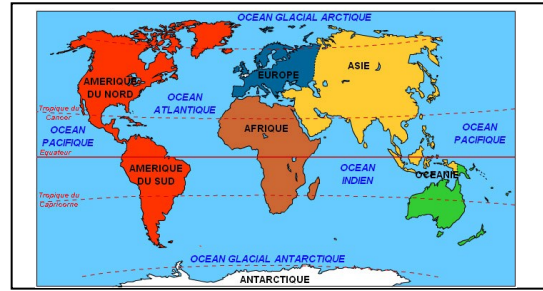 OCEAN GLACIAL ARCTIQUE
AMERIQUE
DU NORD
EUROPE
ASIE
OCEAN
ATLANTIQUE
Tropique du
Cancer
AFRIQUE
OCEAN
PACIFIQUE
OCEAN
PACIFIQUE
Equateur
AMERIQUE
DU SUD
OCEAN
INDIEN
OCEANIE
Tropique du
Capricorne
OCEAN GLACIAL ANTARCTIQUE
ANTARCTIQUE